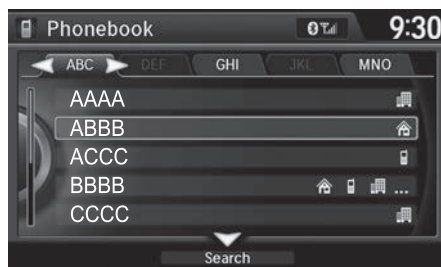 Phonebook 9:30
ABC DEF GHI JKL MNO
AAAA
ABBB
ACCC
BBBB ...
CCCC
Search